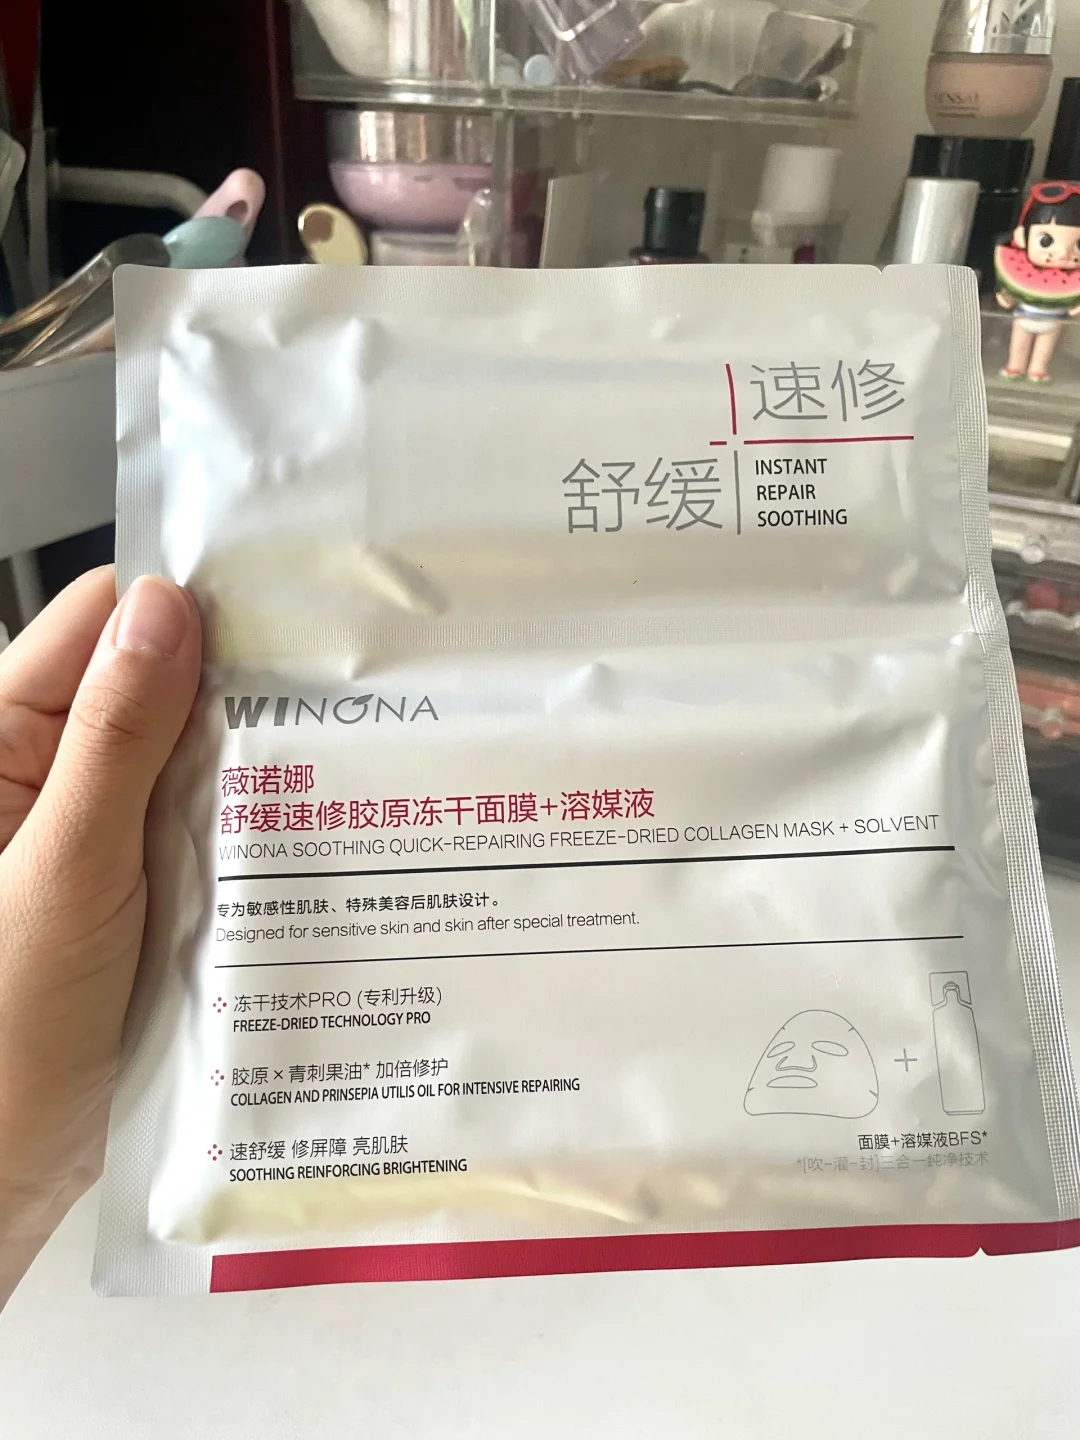 速修
舒缓
INSTANT
REPAIR
SOOTHING
WINONA
薇诺娜
舒缓速修胶原冻干面膜+溶媒液
WINONA SOOTHING QUICK-REPAIRING FREEZE-DRIED COLLAGEN MASK + SOLVENT
专为敏感性肌肤、特殊美容后肌肤设计。
Designed for sensitive skin and skin after special treatment.
冻干技术PRO (专利升级)
FREEZE-DRIED TECHNOLOGY PRO
胶原 × 青刺果油* 加倍修护
COLLAGEN AND PRINSEPIA UTILIS OIL FOR INTENSIVE REPAIRING
速舒缓 修屏障 亮肌肤
SOOTHING REINFORCING BRIGHTENING
+
面膜+溶媒液BFS*
*[吹-灌-封]三合一纯净技术